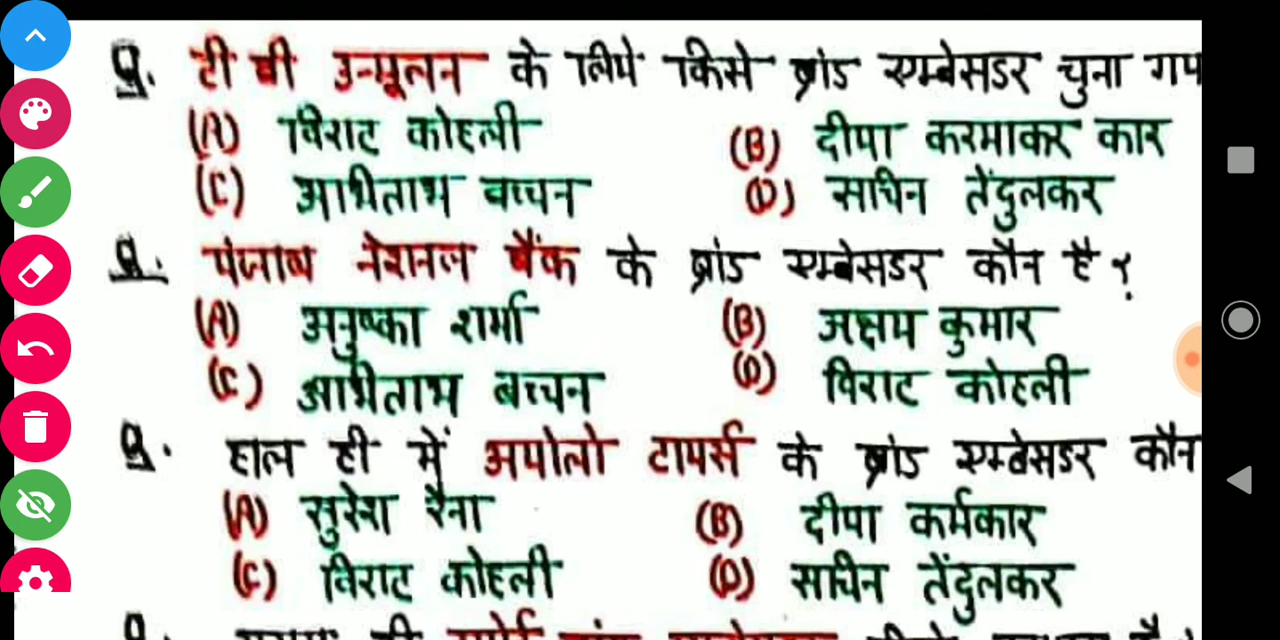 Q. टी वी उन्मूलन के लिये किसे ब्रांड एम्बेसडर चुना गय
(A) विराट कोहली (B) दीपा करमाकर कार
(C) अमिताभ बच्चन (D) सचिन तेंदुलकर
Q. पंजाब नेशनल बैंक के ब्रांड एम्बेसडर कौन है ?
(A) अनुष्का शर्मा (B) अक्षय कुमार
(C) अमिताभ बच्चन (D) विराट कोहली
Q. हाल ही में अपोलो टायर्स के ब्रांड एम्बेसडर कौन
(A) सुरेश रैना (B) दीपा कर्मकार
(C) विराट कोहली (D) सचिन तेंदुलकर
Q.